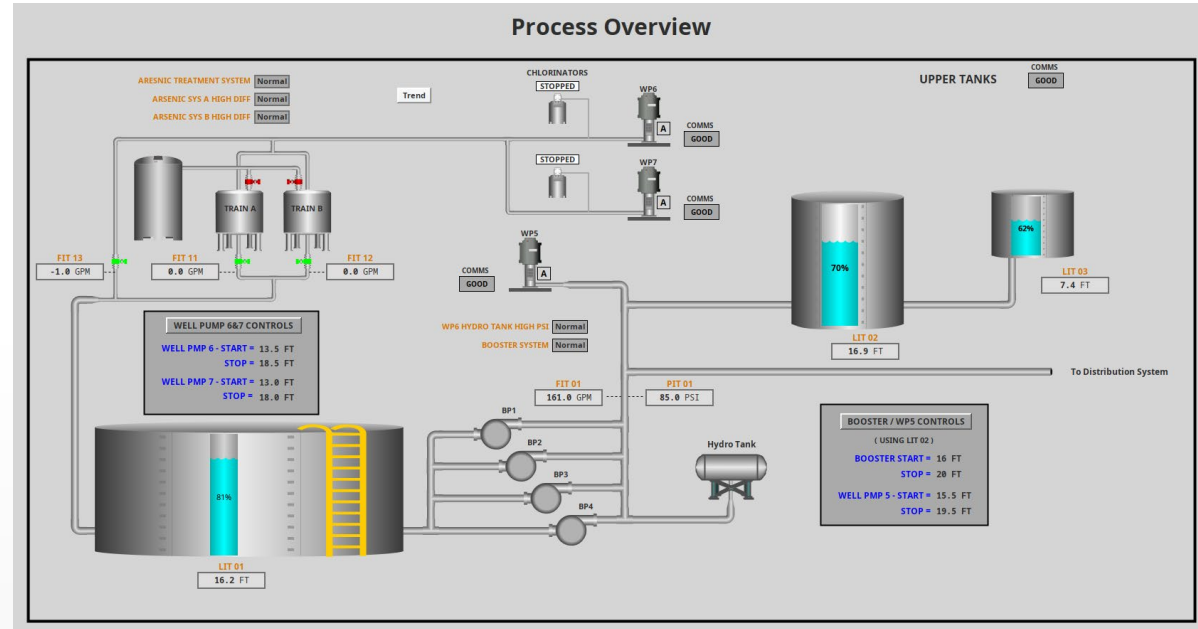 Process Overview
ARESNIC TREATMENT SYSTEM Normal
ARSENIC SYS A HIGH DIFF Normal
ARSENIC SYS B HIGH DIFF Normal
Trend
CHLORINATORS
STOPPED
WP6
A
COMMS
GOOD
STOPPED
WP7
A
COMMS
GOOD
UPPER TANKS
COMMS
GOOD
TRAIN A
TRAIN B
FIT 13
-1.0 GPM
FIT 11
0.0 GPM
FIT 12
0.0 GPM
WP5
A
COMMS
GOOD
70%
62%
LIT 03
7.4 FT
LIT 02
16.9 FT
WELL PUMP 6&7 CONTROLS
WELL PMP 6 - START = 13.5 FT
STOP = 18.5 FT
WELL PMP 7 - START = 13.0 FT
STOP = 18.0 FT
WP6 HYDRO TANK HIGH PSI Normal
BOOSTER SYSTEM Normal
To Distribution System
FIT 01
161.0 GPM
PIT 01
85.0 PSI
BP1
BP2
BP3
BP4
Hydro Tank
BOOSTER / WP5 CONTROLS
( USING LIT 02 )
BOOSTER START = 16 FT
STOP = 20 FT
WELL PMP 5 - START = 15.5 FT
STOP = 19.5 FT
81%
LIT 01
16.2 FT